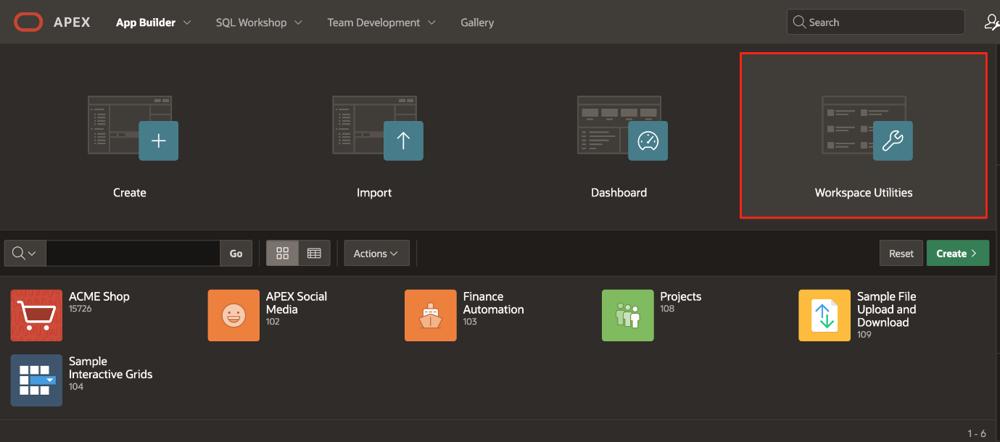 APEX App Builder SQL Workshop Team Development Gallery Search
Create Import Dashboard Workspace Utilities
Go Actions Reset Create
ACME Shop
15726
APEX Social
Media
102
Finance
Automation
103
Projects
108
Sample File
Upload and
Download
109
Sample
Interactive Grids
104
1 - 6